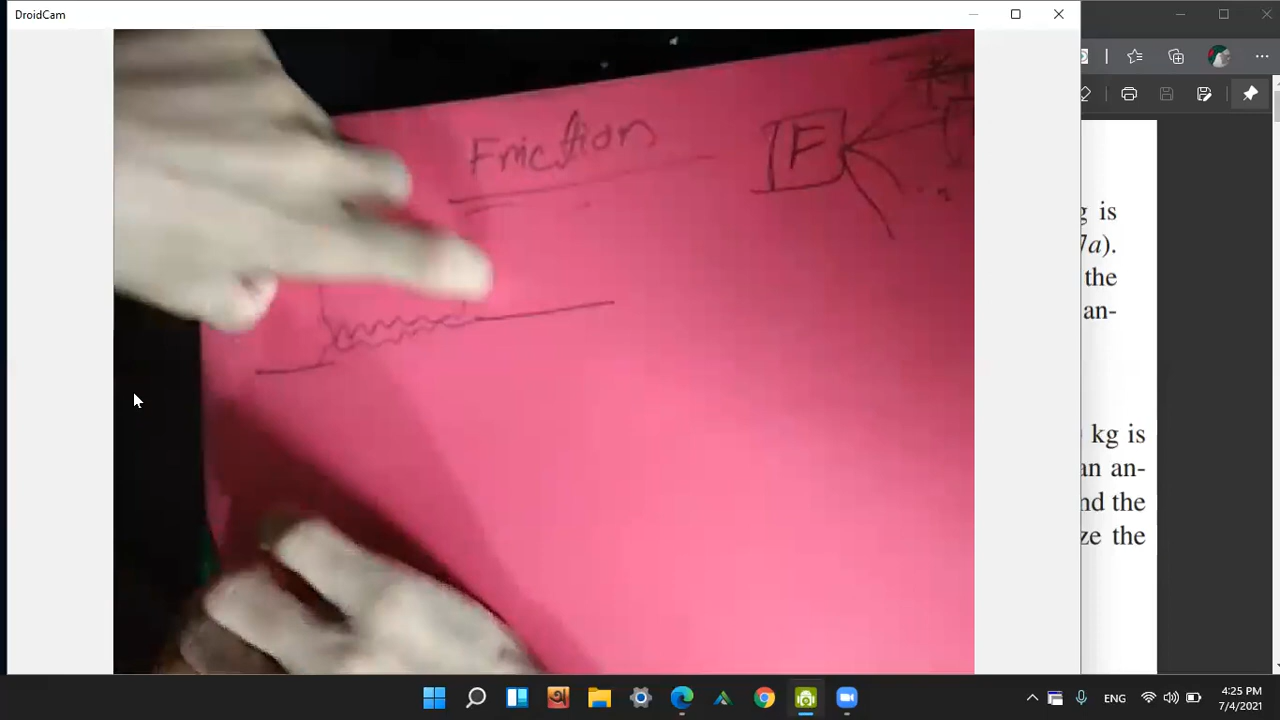 DroidCam
Friction
F
g is
7a).
the
an-
kg is
an an-
nd the
ze the
অ
ENG
4:25 PM
7/4/2021